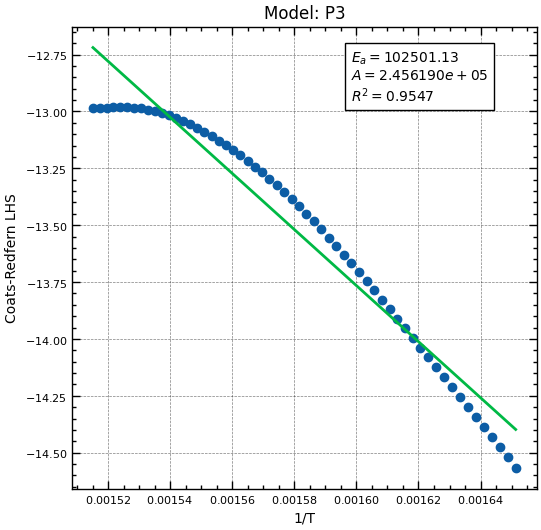 Model: P3
−12.75
−13.00
−13.25
−13.50
−13.75
−14.00
−14.25
−14.50
Coats-Redfern LHS
Eₐ = 102501.13
A = 2.456190e + 05
R² = 0.9547
0.00152 0.00154 0.00156 0.00158 0.00160 0.00162 0.00164
1/T